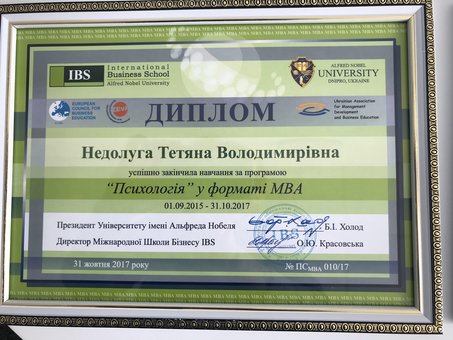 IBS
International
Business School
Alfred Nobel University
ALFRED NOBEL
UNIVERSITY
DNIPRO, UKRAINE
EUROPEAN
COUNCIL FOR
BUSINESS
EDUCATION
ДИПЛОМ
Ukrainian Association
for Management
Development
and Business Education
Недолуга Тетяна Володимирівна
успішно закінчила навчання за програмою
“Психологія” у форматі МВА
01.09.2015 - 31.10.2017
Президент Університету імені Альфреда Нобеля
Б.І. Холод
Директор Міжнародної Школи Бізнесу IBS
О.Ю. Красовська
IBS
31 жовтня 2017 року
№ ПСМВА 010/17